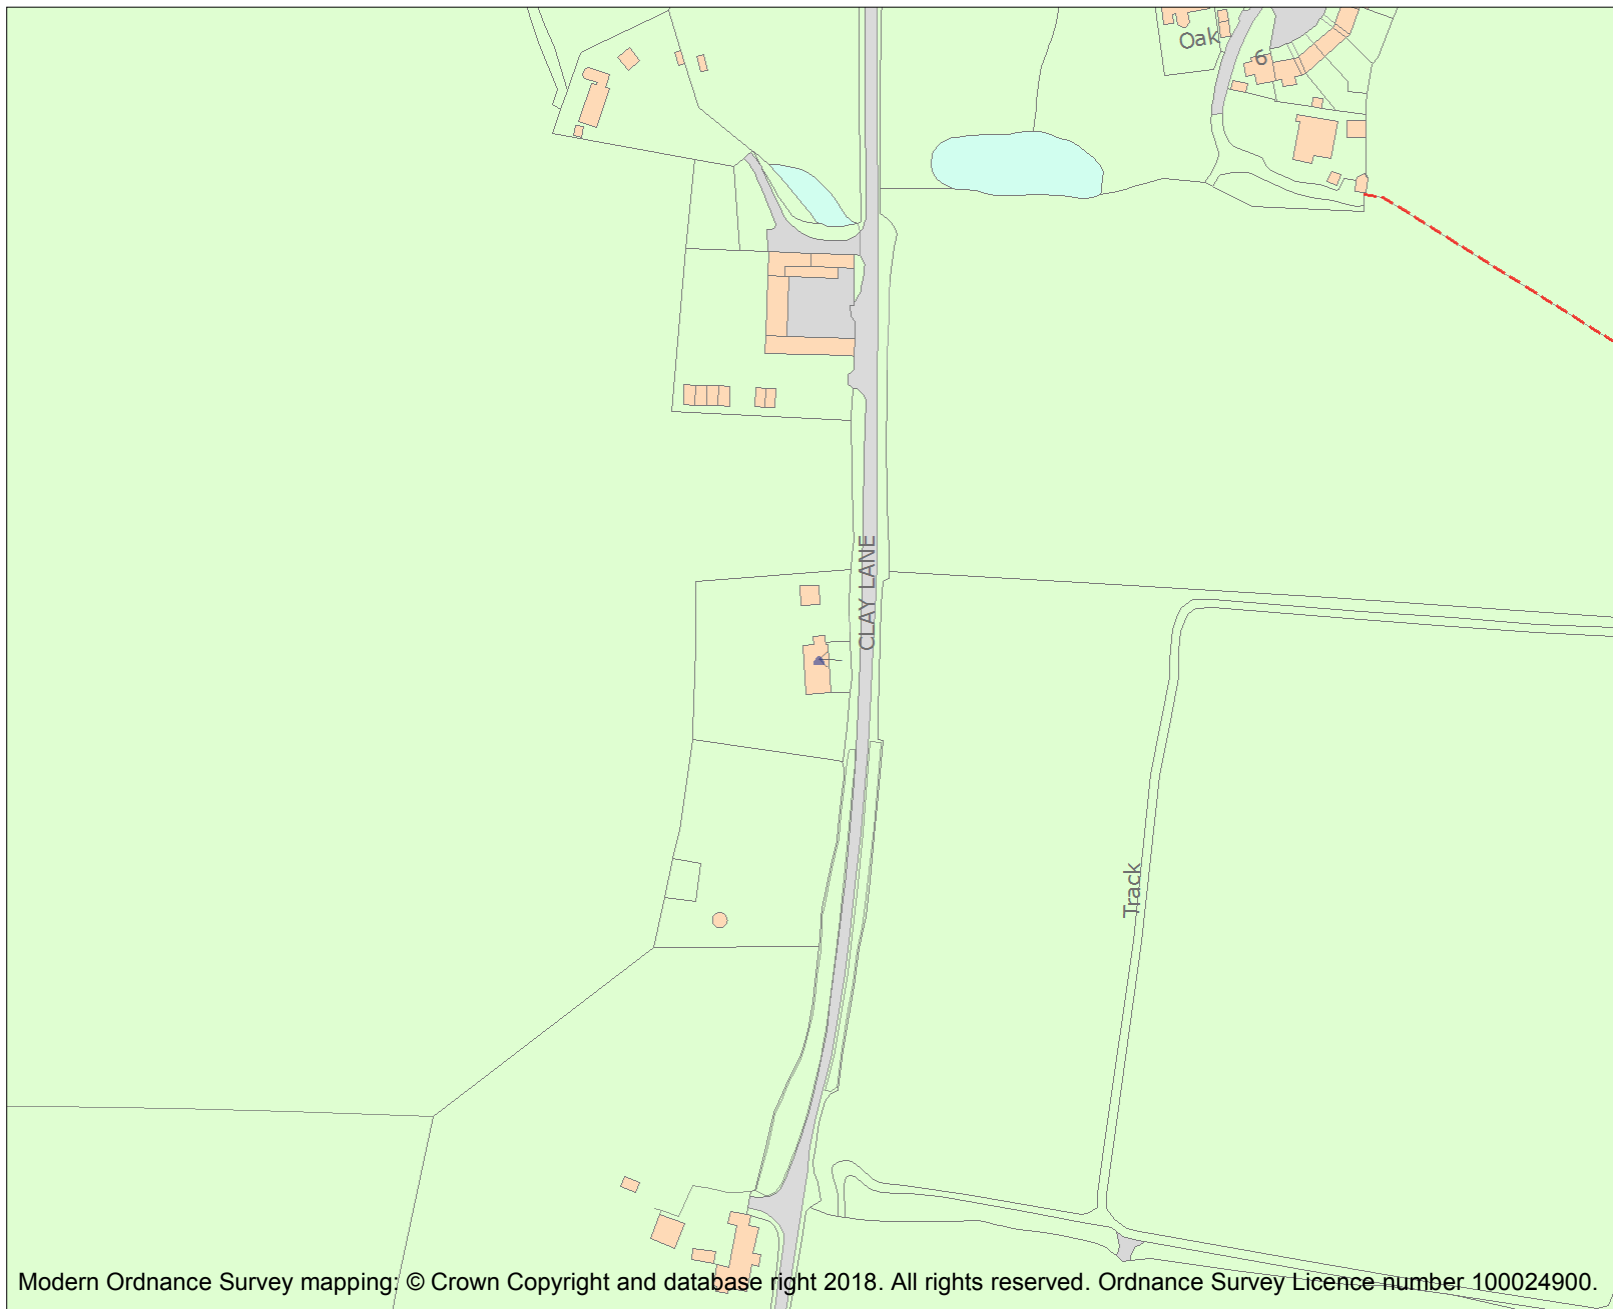 Oak
6
CLAY LANE
Track
Modern Ordnance Survey mapping: © Crown Copyright and database right 2018. All rights reserved. Ordnance Survey Licence number 100024900.